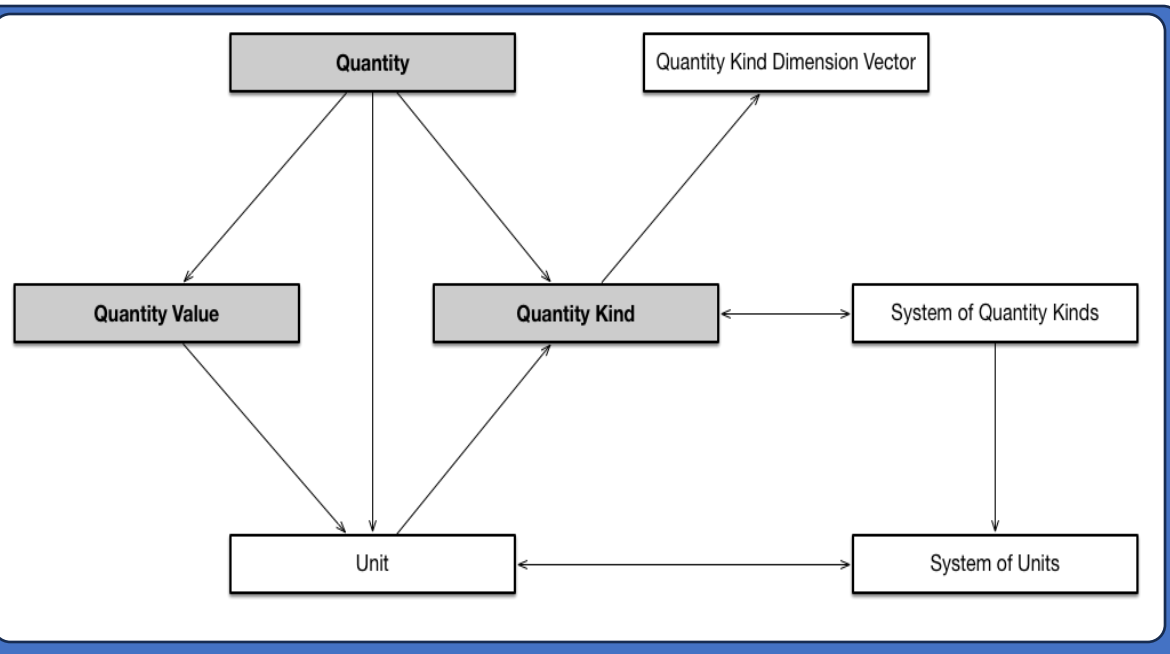 Quantity
Quantity Kind Dimension Vector
Quantity Value
Quantity Kind
System of Quantity Kinds
Unit
System of Units